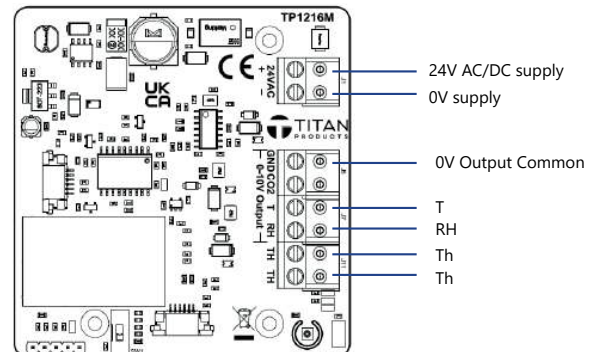 TP1216M
24VAC
+
-
24V AC/DC supply
0V supply
CE
UK
CA
TITAN
PRODUCTS
GND
CO2
T
RH
TH
TH
0-10V Output
0V Output Common
T
RH
Th
Th